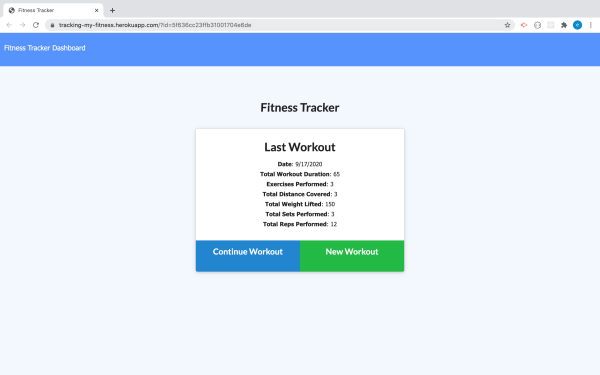 Fitness Tracker
tracking-my-fitness.herokuapp.com/?id=5f636cc23ffb31001704e6de
Fitness Tracker Dashboard
Fitness Tracker
Last Workout
Date: 9/17/2020
Total Workout Duration: 65
Exercises Performed: 3
Total Distance Covered: 3
Total Weight Lifted: 150
Total Sets Performed: 3
Total Reps Performed: 12
Continue Workout New Workout